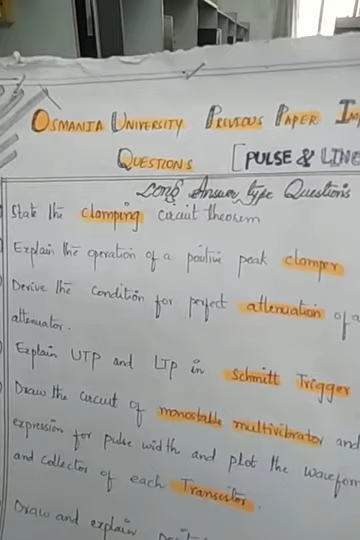 Osmania University Previous Paper Im
Questions [Pulse & Line
Long Answer type Questions
State the clamping cacuit theorem
Explain the operation of a positive peak clamper
Derive the condition for perfect attenuation of a
attenuator.
Explain UTP and LTP in Schmitt Trigger
Draw the circuit of monostable multivibrator and
expression for pulse width and plot the waveform
and collector of each Transistor.
Draw and explain